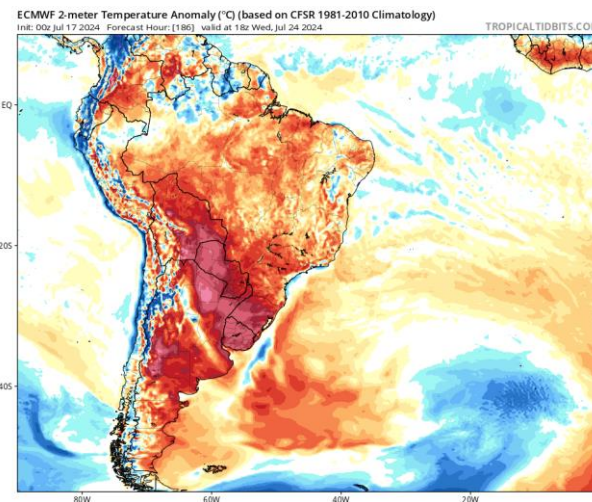 ECMWF 2-meter Temperature Anomaly (°C) (based on CFSR 1981-2010 Climatology)
Init: 00z Jul 17 2024 Forecast Hour: [186] valid at 18z Wed, Jul 24 2024 TROPICALTIDBITS.CO
EQ
20S
40S
80W 60W 40W 20W